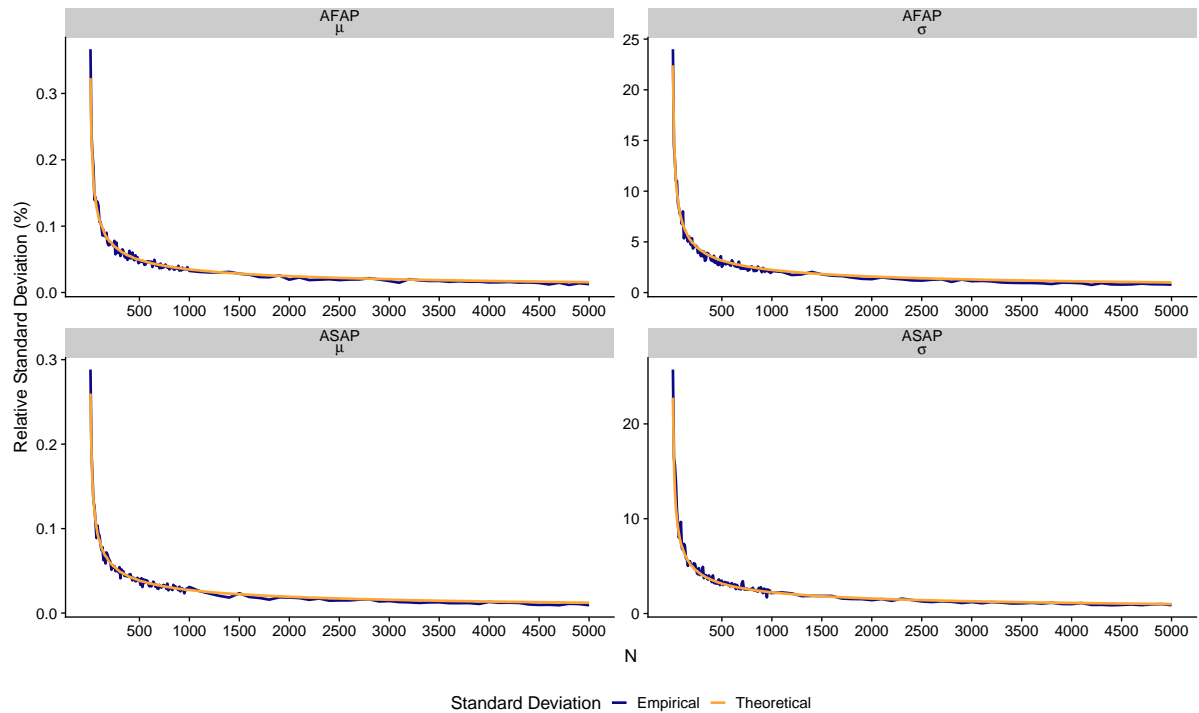 AFAP
μ
AFAP
σ
0.3
0.2
0.1
0.0
25
20
15
10
5
0
500 1000 1500 2000 2500 3000 3500 4000 4500 5000
500 1000 1500 2000 2500 3000 3500 4000 4500 5000
ASAP
μ
ASAP
σ
0.3
0.2
0.1
0.0
20
10
0
500 1000 1500 2000 2500 3000 3500 4000 4500 5000
500 1000 1500 2000 2500 3000 3500 4000 4500 5000
Relative Standard Deviation (%)
N
Standard Deviation Empirical Theoretical